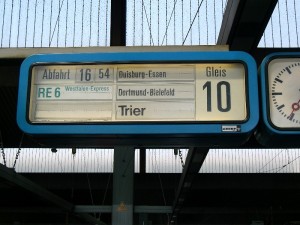 Abfahrt 16 54 Duisburg-Essen Gleis
RE 6 Westfalen-Express Dortmund-Bielefeld 10
Trier